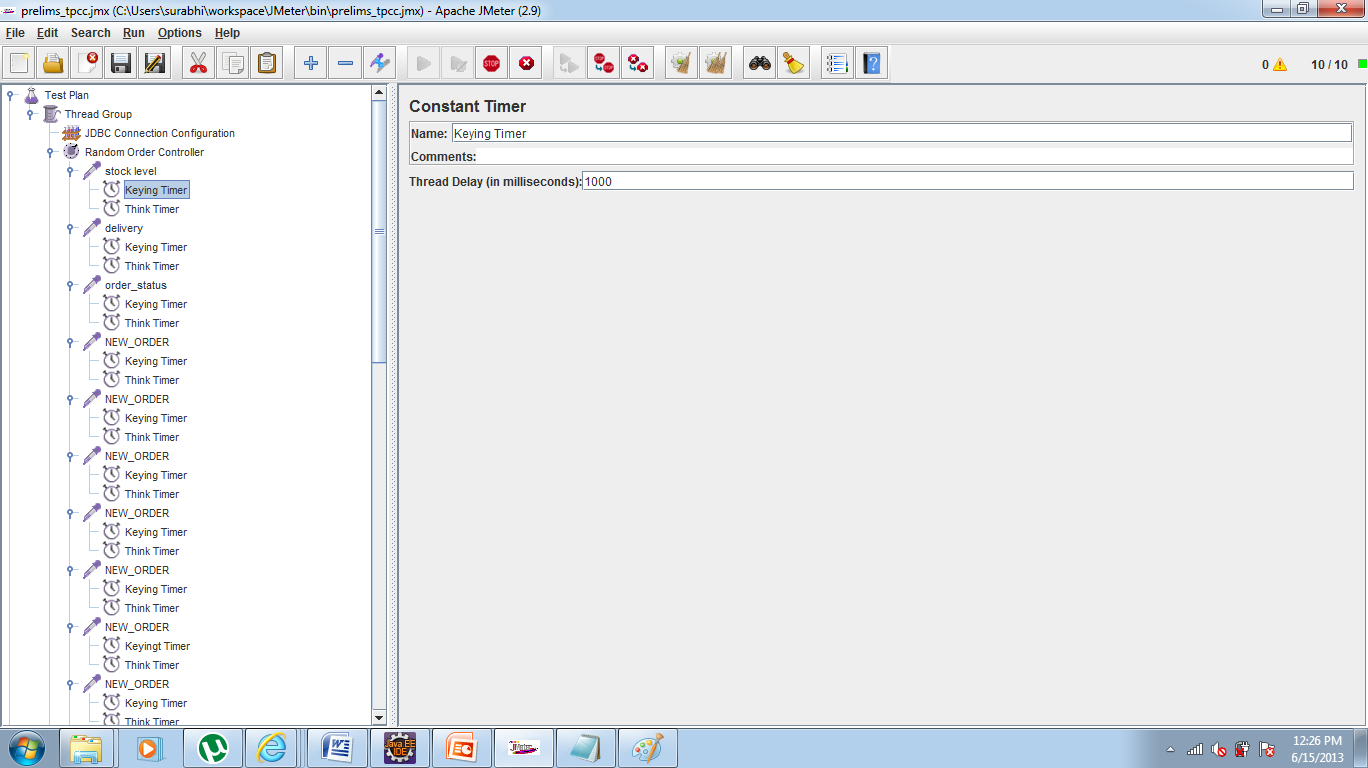 prelims_tpcc.jmx (C:\Users\surabhi\workspace\JMeter\bin\prelims_tpcc.jmx) - Apache JMeter (2.9)
File Edit Search Run Options Help
STOP STOP STOP ? 0 10 / 10
Test Plan
Thread Group
JDBC Connection Configuration
Random Order Controller
stock level
Keying Timer
Think Timer
delivery
Keying Timer
Think Timer
order_status
Keying Timer
Think Timer
NEW_ORDER
Keying Timer
Think Timer
NEW_ORDER
Keying Timer
Think Timer
NEW_ORDER
Keying Timer
Think Timer
NEW_ORDER
Keying Timer
Think Timer
NEW_ORDER
Keying Timer
Think Timer
NEW_ORDER
Keyingt Timer
Think Timer
NEW_ORDER
Keying Timer
Think Timer
Constant Timer
Name: Keying Timer
Comments:
Thread Delay (in milliseconds): 1000
Java EE
IDE
12:26 PM
6/15/2013